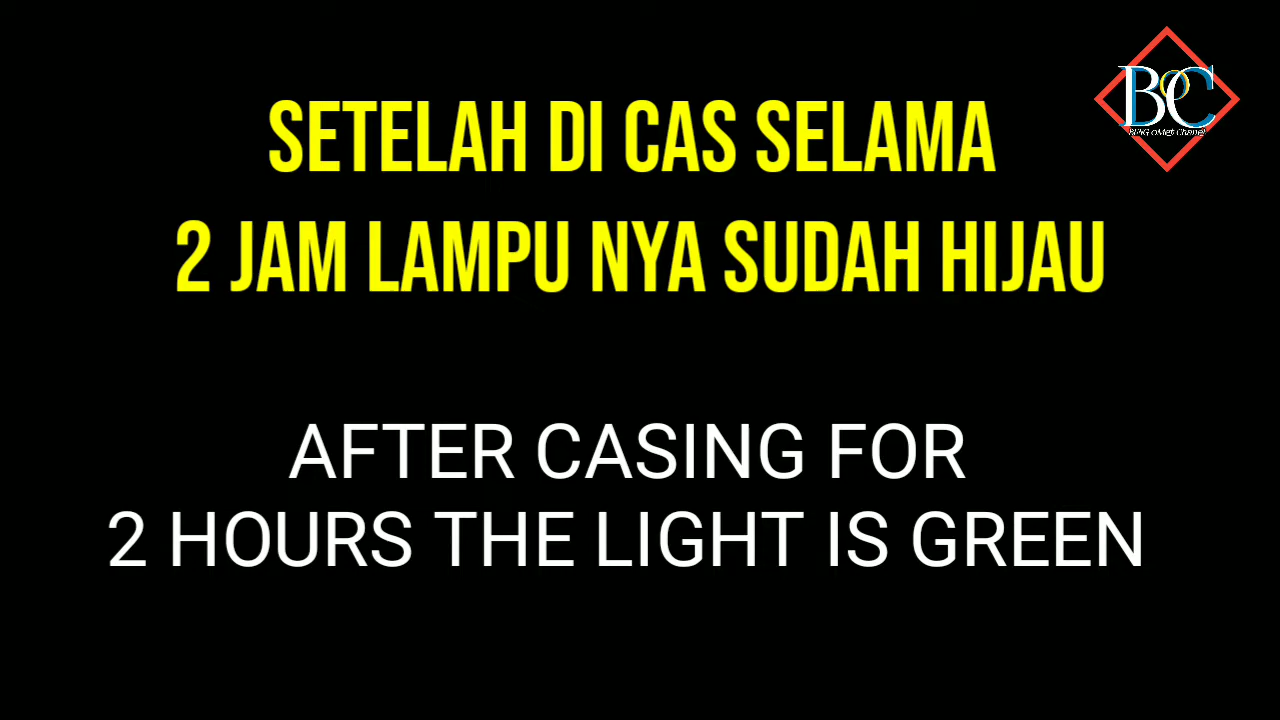 SETELAH DI CAS SELAMA
2 JAM LAMPU NYA SUDAH HIJAU
AFTER CASING FOR
2 HOURS THE LIGHT IS GREEN
BOC